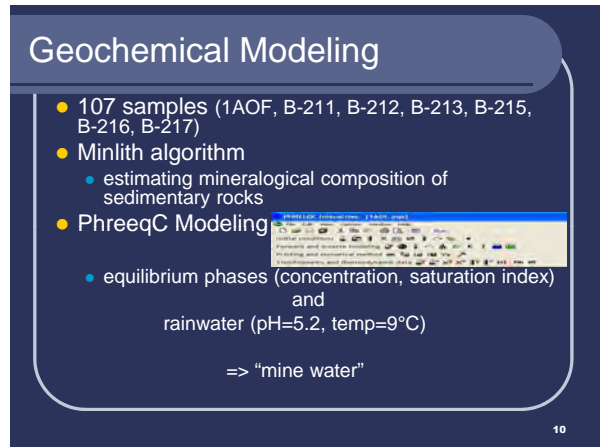 Geochemical Modeling
107 samples (1AOF, B-211, B-212, B-213, B-215,
B-216, B-217)
Minlith algorithm
estimating mineralogical composition of
sedimentary rocks
PhreeqC Modeling
equilibrium phases (concentration, saturation index)
and
rainwater (pH=5.2, temp=9°C)
=> “mine water”
10